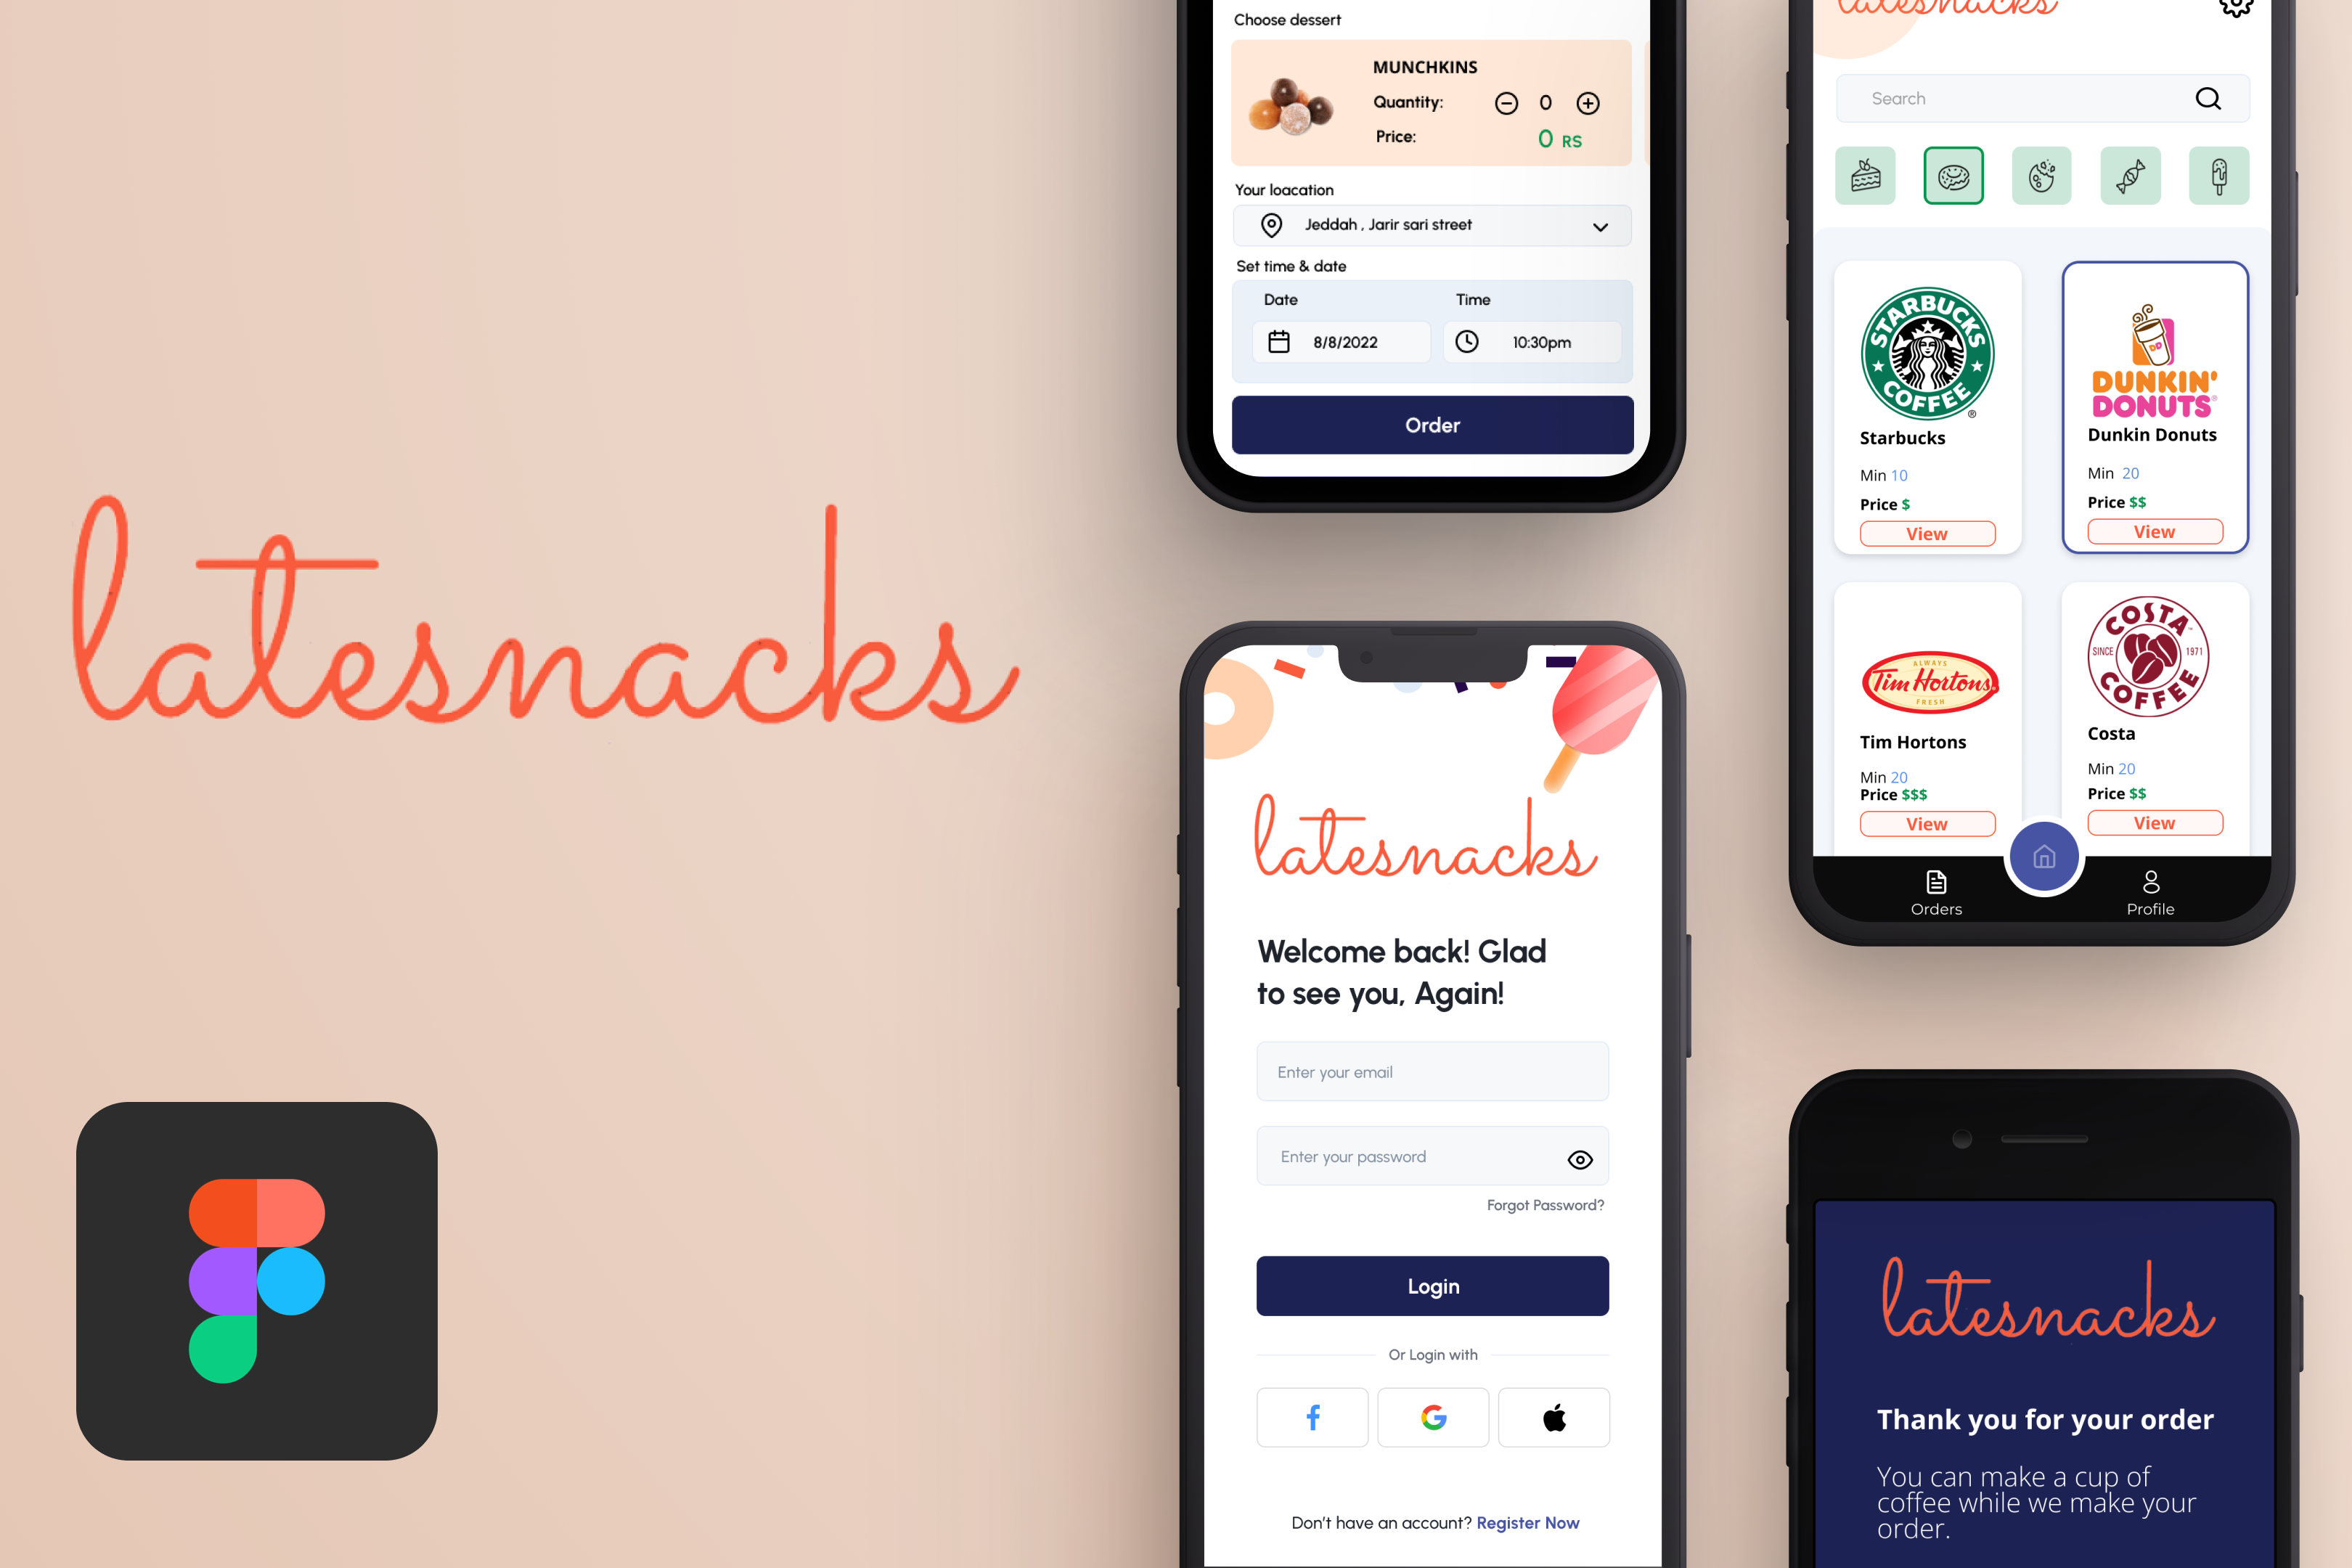 latesnacks
Choose dessert
MUNCHKINS
Quantity: 0
Price: 0 RS
Your loacation
Jeddah , Jarir sari street
Set time & date
Date Time
8/8/2022 10:30pm
Order
latesnacks
Welcome back! Glad
to see you, Again!
Enter your email
Enter your password
Forgot Password?
Login
Or Login with
Don't have an account? Register Now
latesnacks
Search
STARBUCKS
COFFEE
®
Starbucks
Min 10
Price $
View
DD
DUNKIN'
DONUTS®
Dunkin Donuts
Min 20
Price $$
View
ALWAYS
Tim Hortons
FRESH
Tim Hortons
Min 20
Price $$$
View
COSTA
SINCE 1971
COFFEE
Costa
Min 20
Price $$
View
Orders Profile
latesnacks
Thank you for your order
You can make a cup of
coffee while we make your
order.